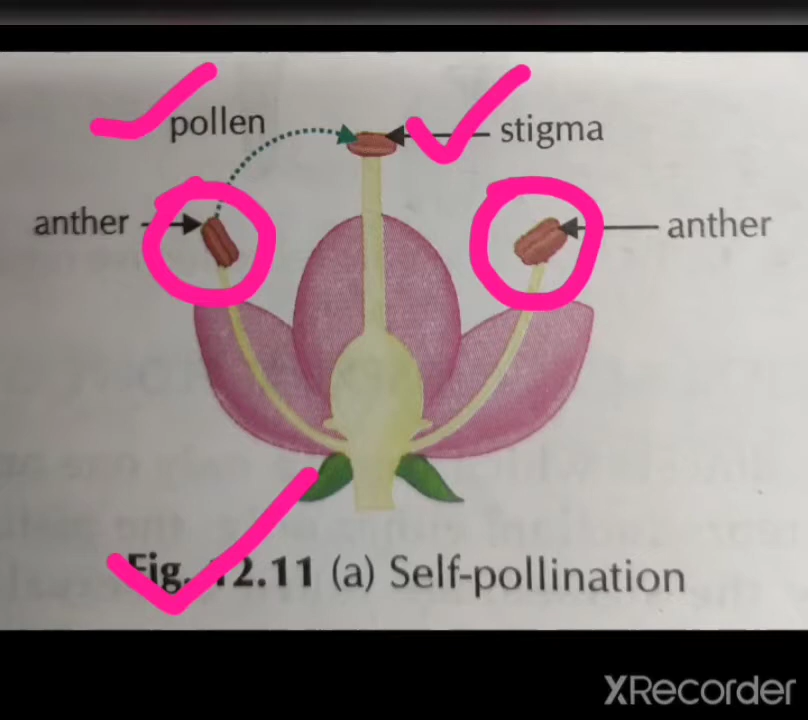 pollen
stigma
anther
anther
Fig. 12.11 (a) Self-pollination
XRecorder